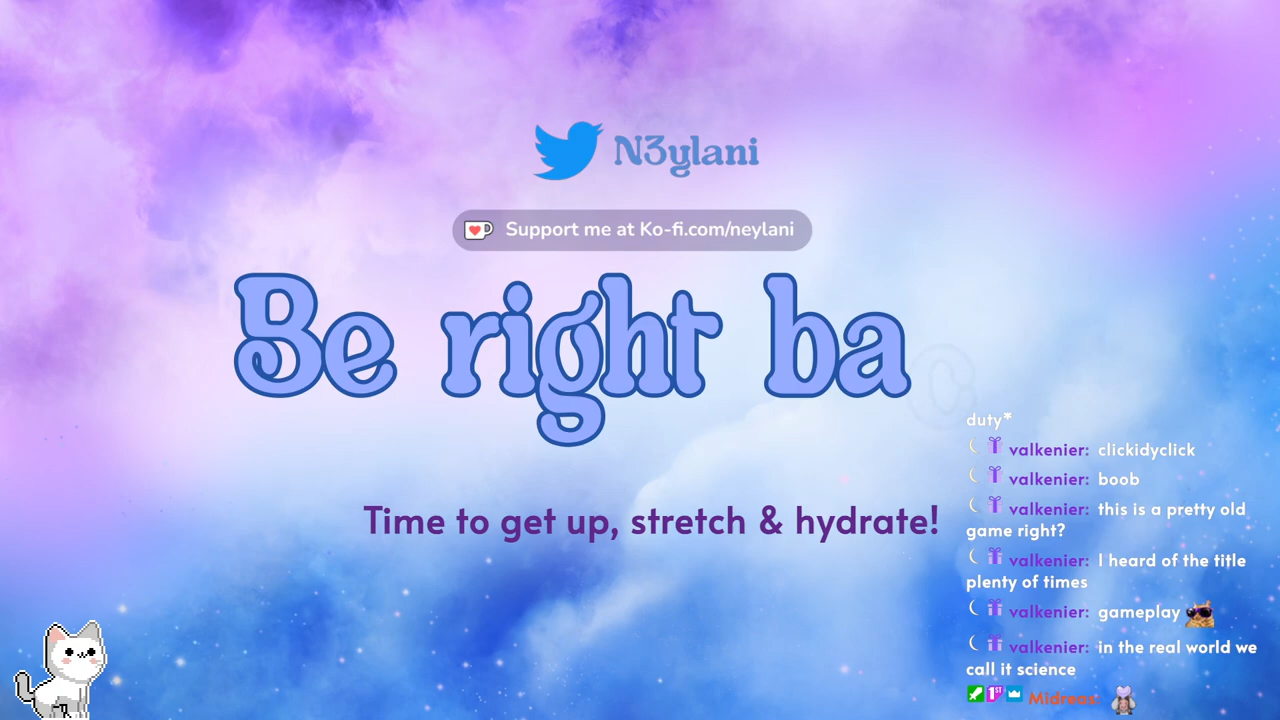 N3ylani
Support me at Ko-fi.com/neylani
Be right ba
Time to get up, stretch & hydrate!
duty*
valkenier: clickidyclick
valkenier: boob
valkenier: this is a pretty old
game right?
valkenier: I heard of the title
plenty of times
valkenier: gameplay
valkenier: in the real world we
call it science
1ST Midreas: